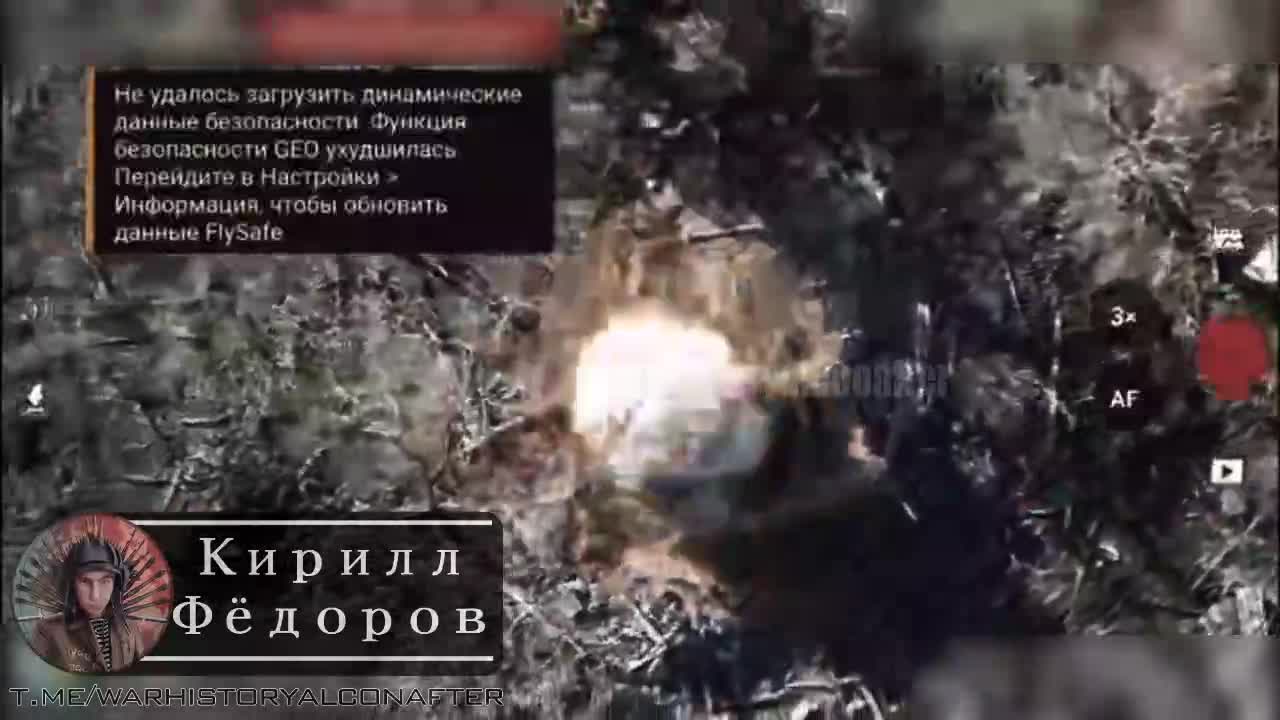 Не удалось загрузить динамические
данные безопасности. Функция
безопасности GEO ухудшилась.
Перейдите в Настройки >
Информация, чтобы обновить
данные FlySafe
3×
AF
Кирилл
Фёдоров
T.ME/WARHISTORYALCONAFTER